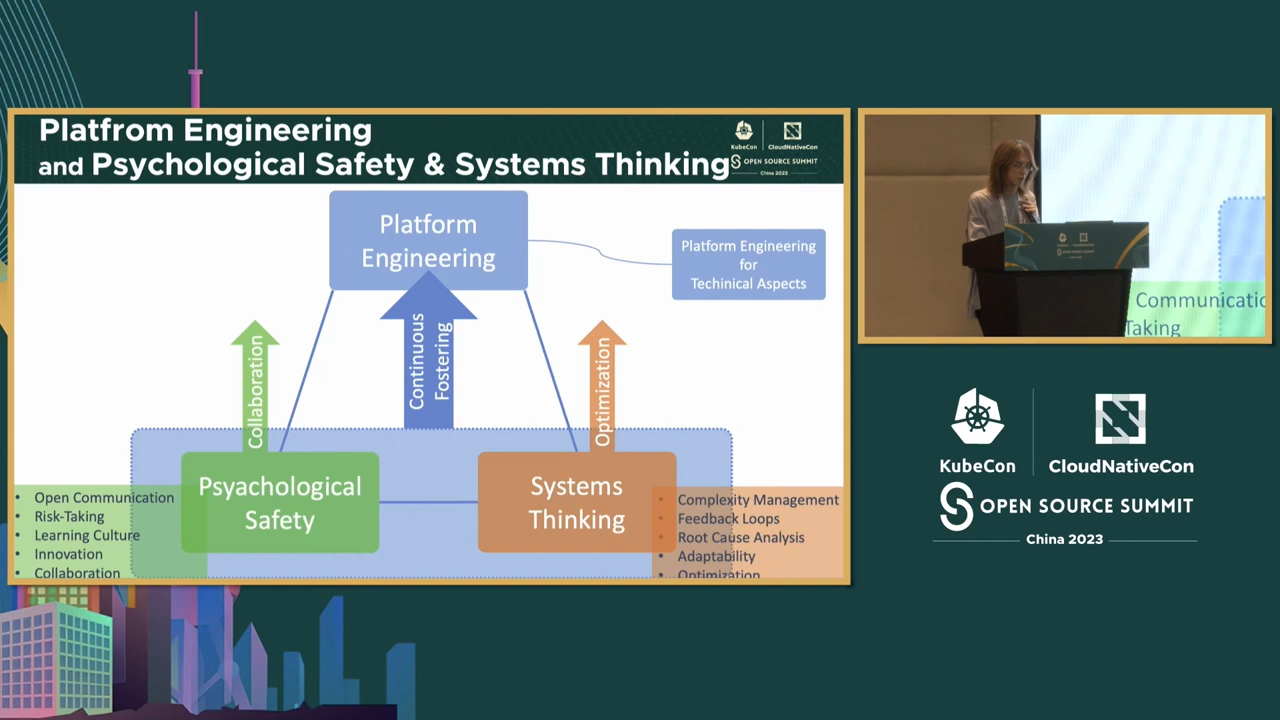 Platfrom Engineering
and Psychological Safety & Systems Thinking
KubeCon
CloudNativeCon
OPEN SOURCE SUMMIT
China 2023
Platform
Engineering
Platform Engineering
for
Techinical Aspects
Collaboration
Continuous
Fostering
Optimization
Psyachological
Safety
Systems
Thinking
• Open Communication
• Risk-Taking
• Learning Culture
• Innovation
• Collaboration
• Complexity Management
• Feedback Loops
• Root Cause Analysis
• Adaptability
• Optimization
Communicatio
Taking
KubeCon
CloudNativeCon
OPEN SOURCE SUMMIT
China 2023